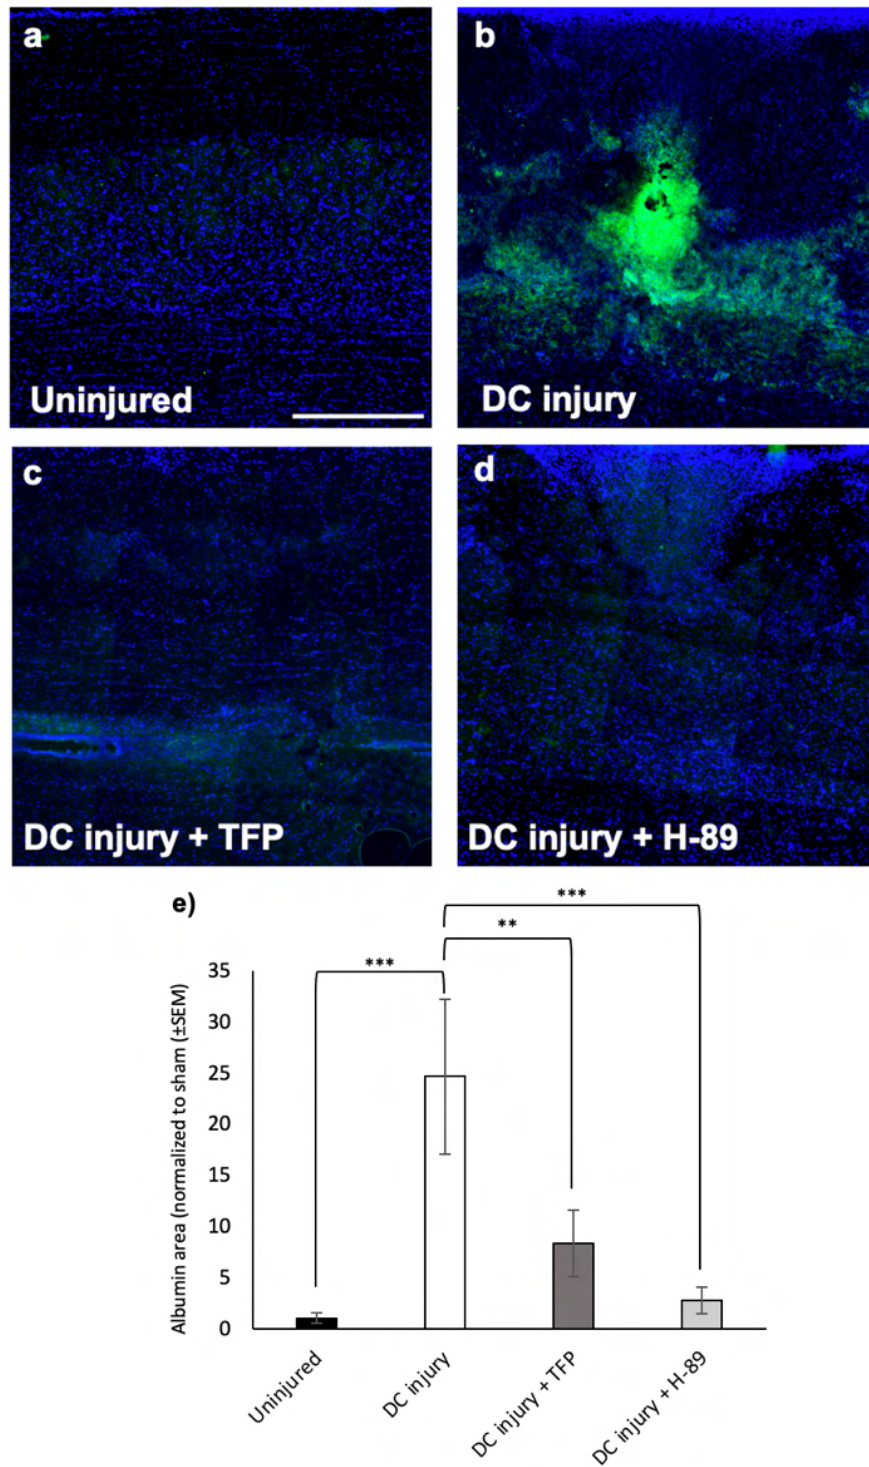 a
b
Uninjured
DC injury
c
d
DC injury + TFP
DC injury + H-89
e)
***
**
***
Albumin area (normalized to sham (±SEM)
35
30
25
20
15
10
5
0
Uninjured
DC injury
DC injury + TFP
DC injury + H-89